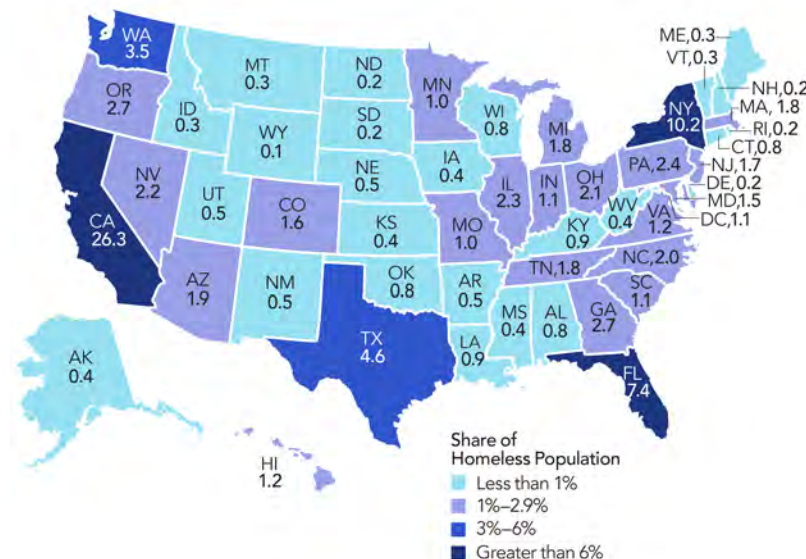 WA
3.5
MT
0.3
ND
0.2
MN
1.0
ME,0.3
VT,0.3
NH,0.2
MA, 1.8
RI,0.2
CT,0.8
NY
10.2
OR
2.7
ID
0.3
WY
0.1
SD
0.2
WI
0.8
MI
1.8
PA,2.4
NJ,1.7
DE,0.2
MD,1.5
DC,1.1
NV
2.2
UT
0.5
CO
1.6
NE
0.5
IA
0.4
IL
2.3
IN
1.1
OH
2.1
WV
0.4
VA
1.2
CA
26.3
KS
0.4
MO
1.0
KY
0.9
NC,2.0
TN,1.8
SC
1.1
AZ
1.9
NM
0.5
OK
0.8
AR
0.5
MS
0.4
AL
0.8
GA
2.7
TX
4.6
LA
0.9
FL
7.4
AK
0.4
HI
1.2
Share of
Homeless Population
Less than 1%
1%–2.9%
3%–6%
Greater than 6%